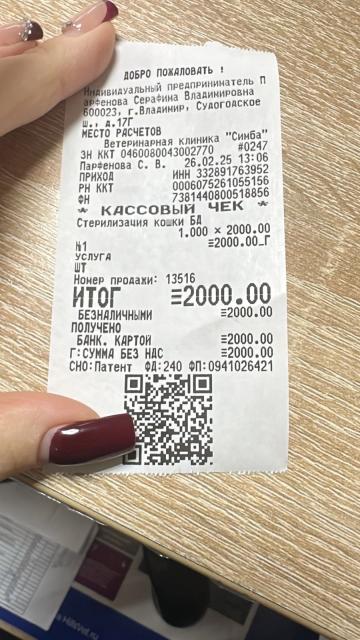 ДОБРО ПОЖАЛОВАТЬ !
Индивидуальный предприниматель П
арфенова Серафина Владимировна
600023, г.Владимир, Судогодское
ш., д.17Г
МЕСТО РАСЧЕТОВ
Ветеринарная клиника "Симба"
ЗН ККТ 0460080043002770 #0247
Парфенова С. В. 26.02.25 13:06
ПРИХОД ИНН 332891763952
РН ККТ 0006075261055156
ФН 7381440800518856
* КАССОВЫЙ ЧЕК *
Стерилизация кошки БД
1.000 × 2000.00
№1 ≡2000.00_Г
УСЛУГА
ШТ
Номер продажи: 13516
ИТОГ ≡2000.00
БЕЗНАЛИЧНЫМИ ≡2000.00
ПОЛУЧЕНО
БАНК. КАРТОЙ ≡2000.00
Г:СУММА БЕЗ НДС ≡2000.00
СНО:Патент ФД:240 ФП:0941026421